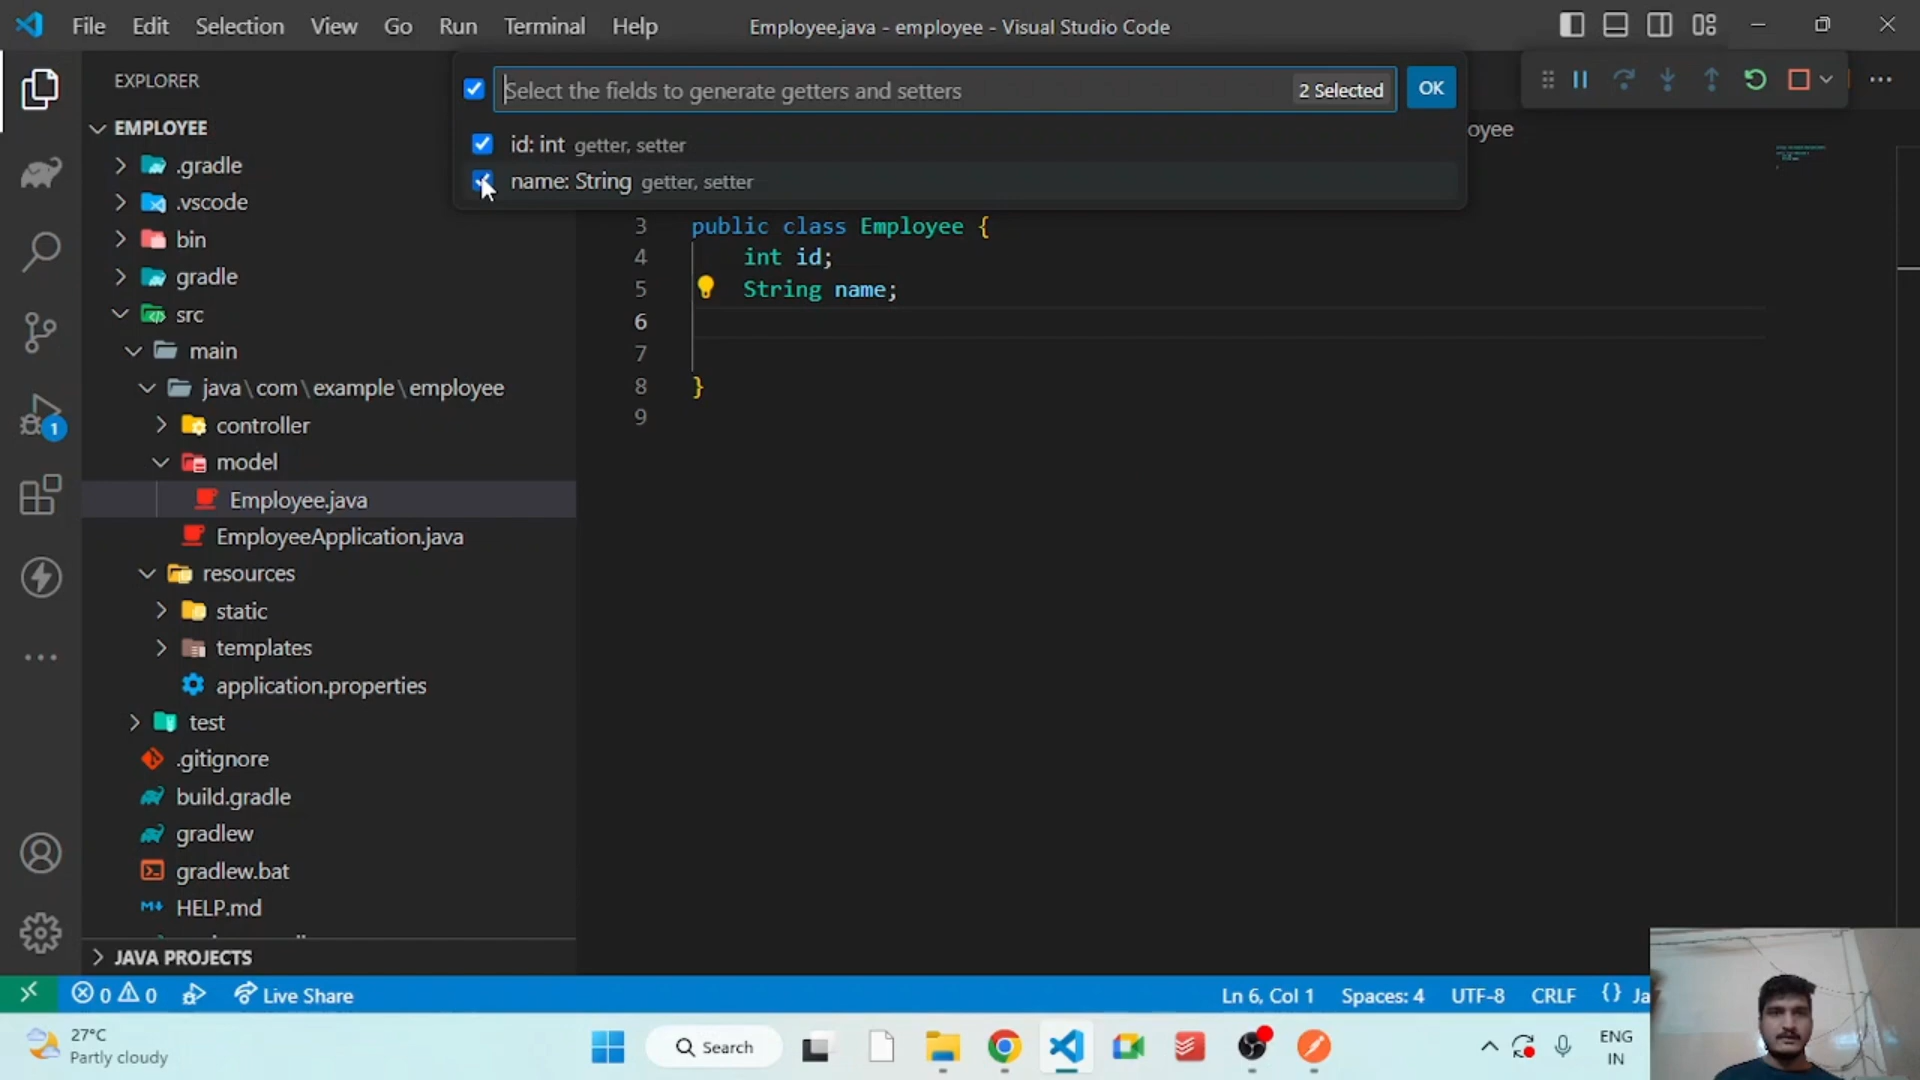 File Edit Selection View Go Run Terminal Help Employee.java - employee - Visual Studio Code
EXPLORER
Select the fields to generate getters and setters 2 Selected OK
id: int getter, setter
name: String getter, setter
oyee
EMPLOYEE
.gradle
.vscode
bin
gradle
src
main
java\com\example\employee
controller
model
Employee.java
EmployeeApplication.java
resources
static
templates
application.properties
test
.gitignore
build.gradle
gradlew
gradlew.bat
HELP.md
JAVA PROJECTS
1
3 public class Employee {
4 int id;
5 String name;
6
7
8 }
9
0 0 Live Share Ln 6, Col 1 Spaces: 4 UTF-8 CRLF {} Ja
27°C
Partly cloudy
Search
ENG
IN